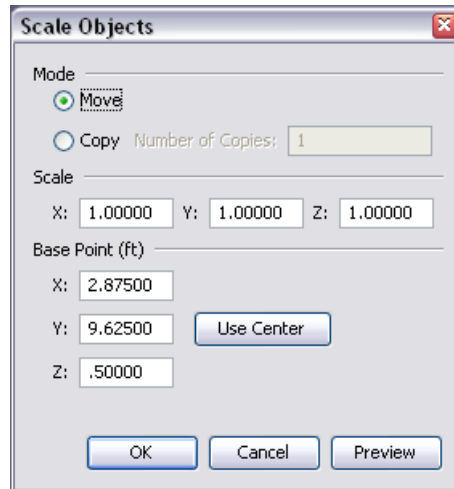 Scale Objects
Mode
Move
Copy Number of Copies: 1
Scale
X: 1.00000 Y: 1.00000 Z: 1.00000
Base Point (ft)
X: 2.87500
Y: 9.62500 Use Center
Z: .50000
OK Cancel Preview